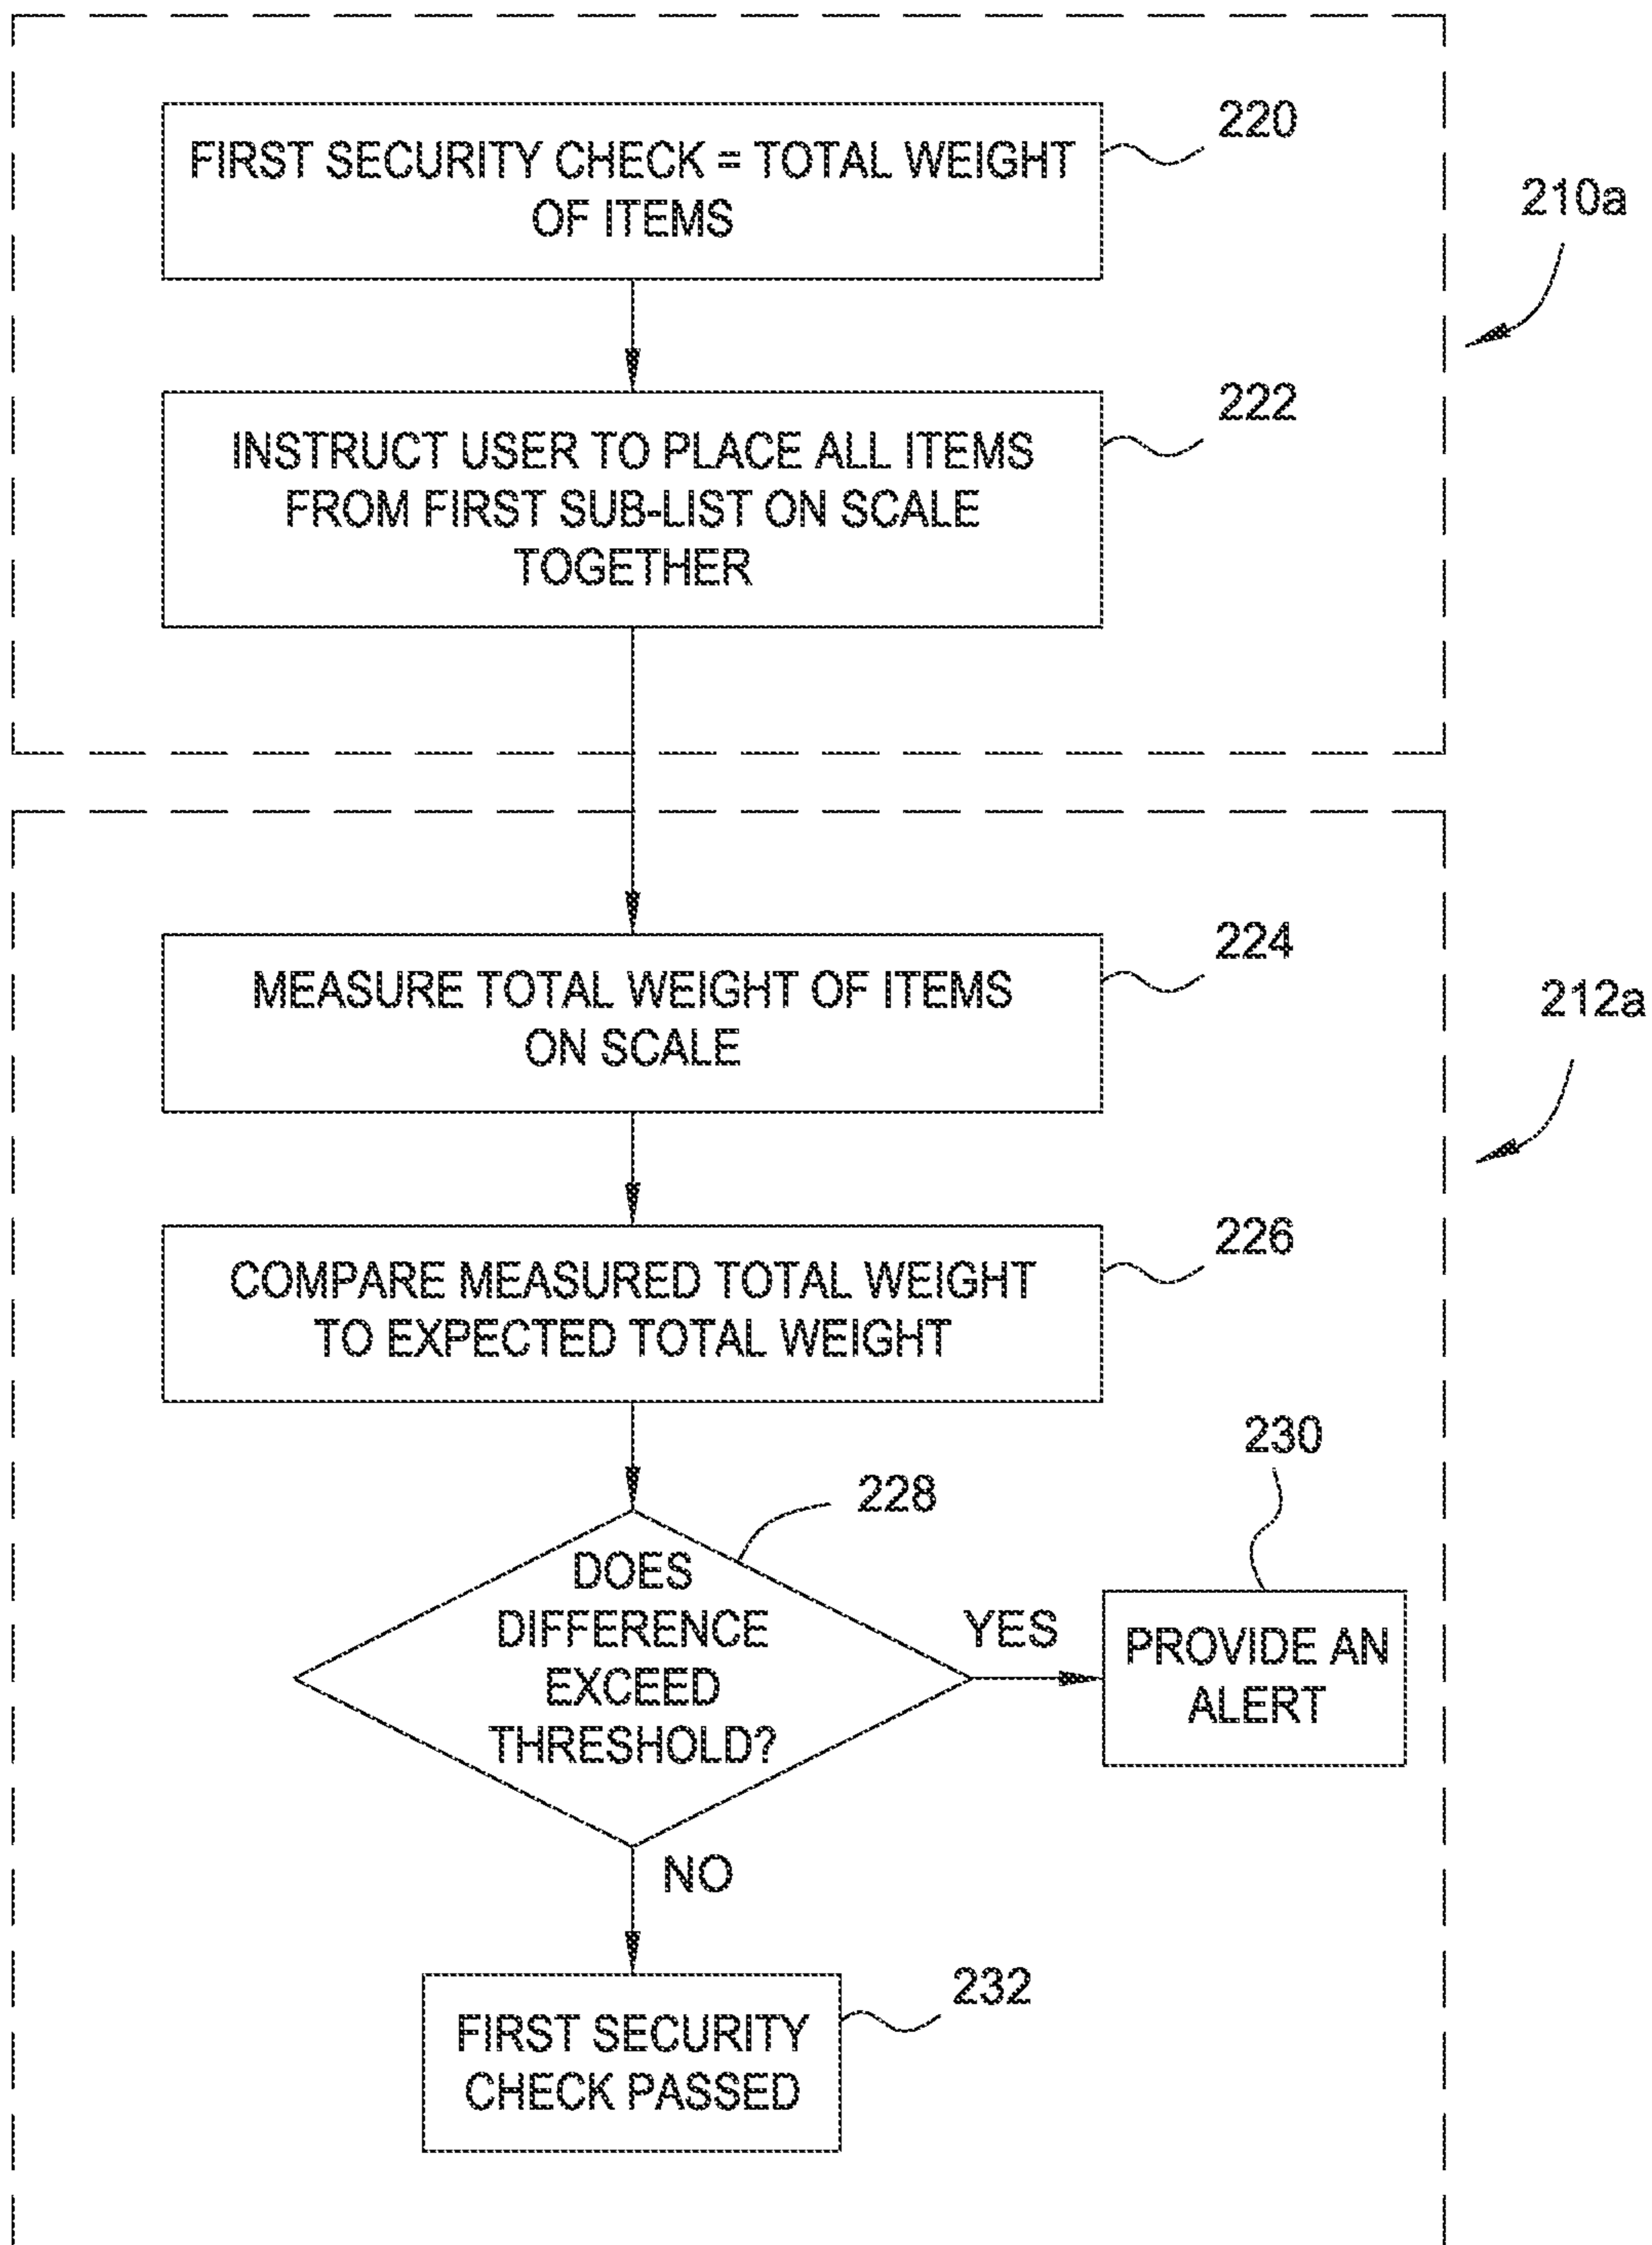 220
FIRST SECURITY CHECK = TOTAL WEIGHT
OF ITEMS
210a
222
INSTRUCT USER TO PLACE ALL ITEMS
FROM FIRST SUB-LIST ON SCALE
TOGETHER
224
MEASURE TOTAL WEIGHT OF ITEMS
ON SCALE
212a
226
COMPARE MEASURED TOTAL WEIGHT
TO EXPECTED TOTAL WEIGHT
230
228
DOES
DIFFERENCE
EXCEED
THRESHOLD?
YES
PROVIDE AN
ALERT
NO
232
FIRST SECURITY
CHECK PASSED